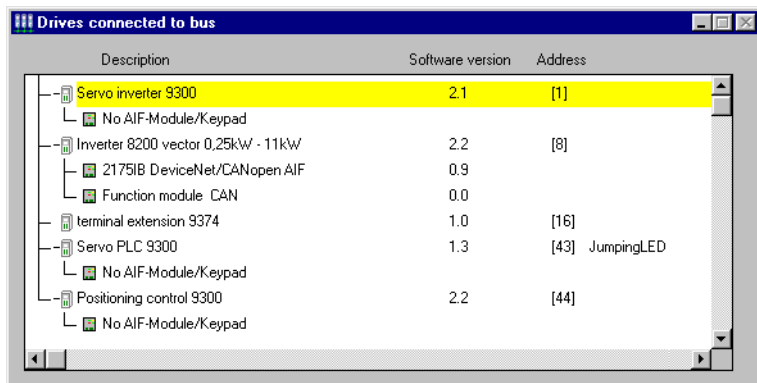 Drives connected to bus
Description Software version Address
Servo inverter 9300 2.1 [1]
No AIF-Module/Keypad
Inverter 8200 vector 0,25kW - 11kW 2.2 [8]
2175IB DeviceNet/CANopen AIF 0.9
Function module CAN 0.0
terminal extension 9374 1.0 [16]
Servo PLC 9300 1.3 [43] JumpingLED
No AIF-Module/Keypad
Positioning control 9300 2.2 [44]
No AIF-Module/Keypad